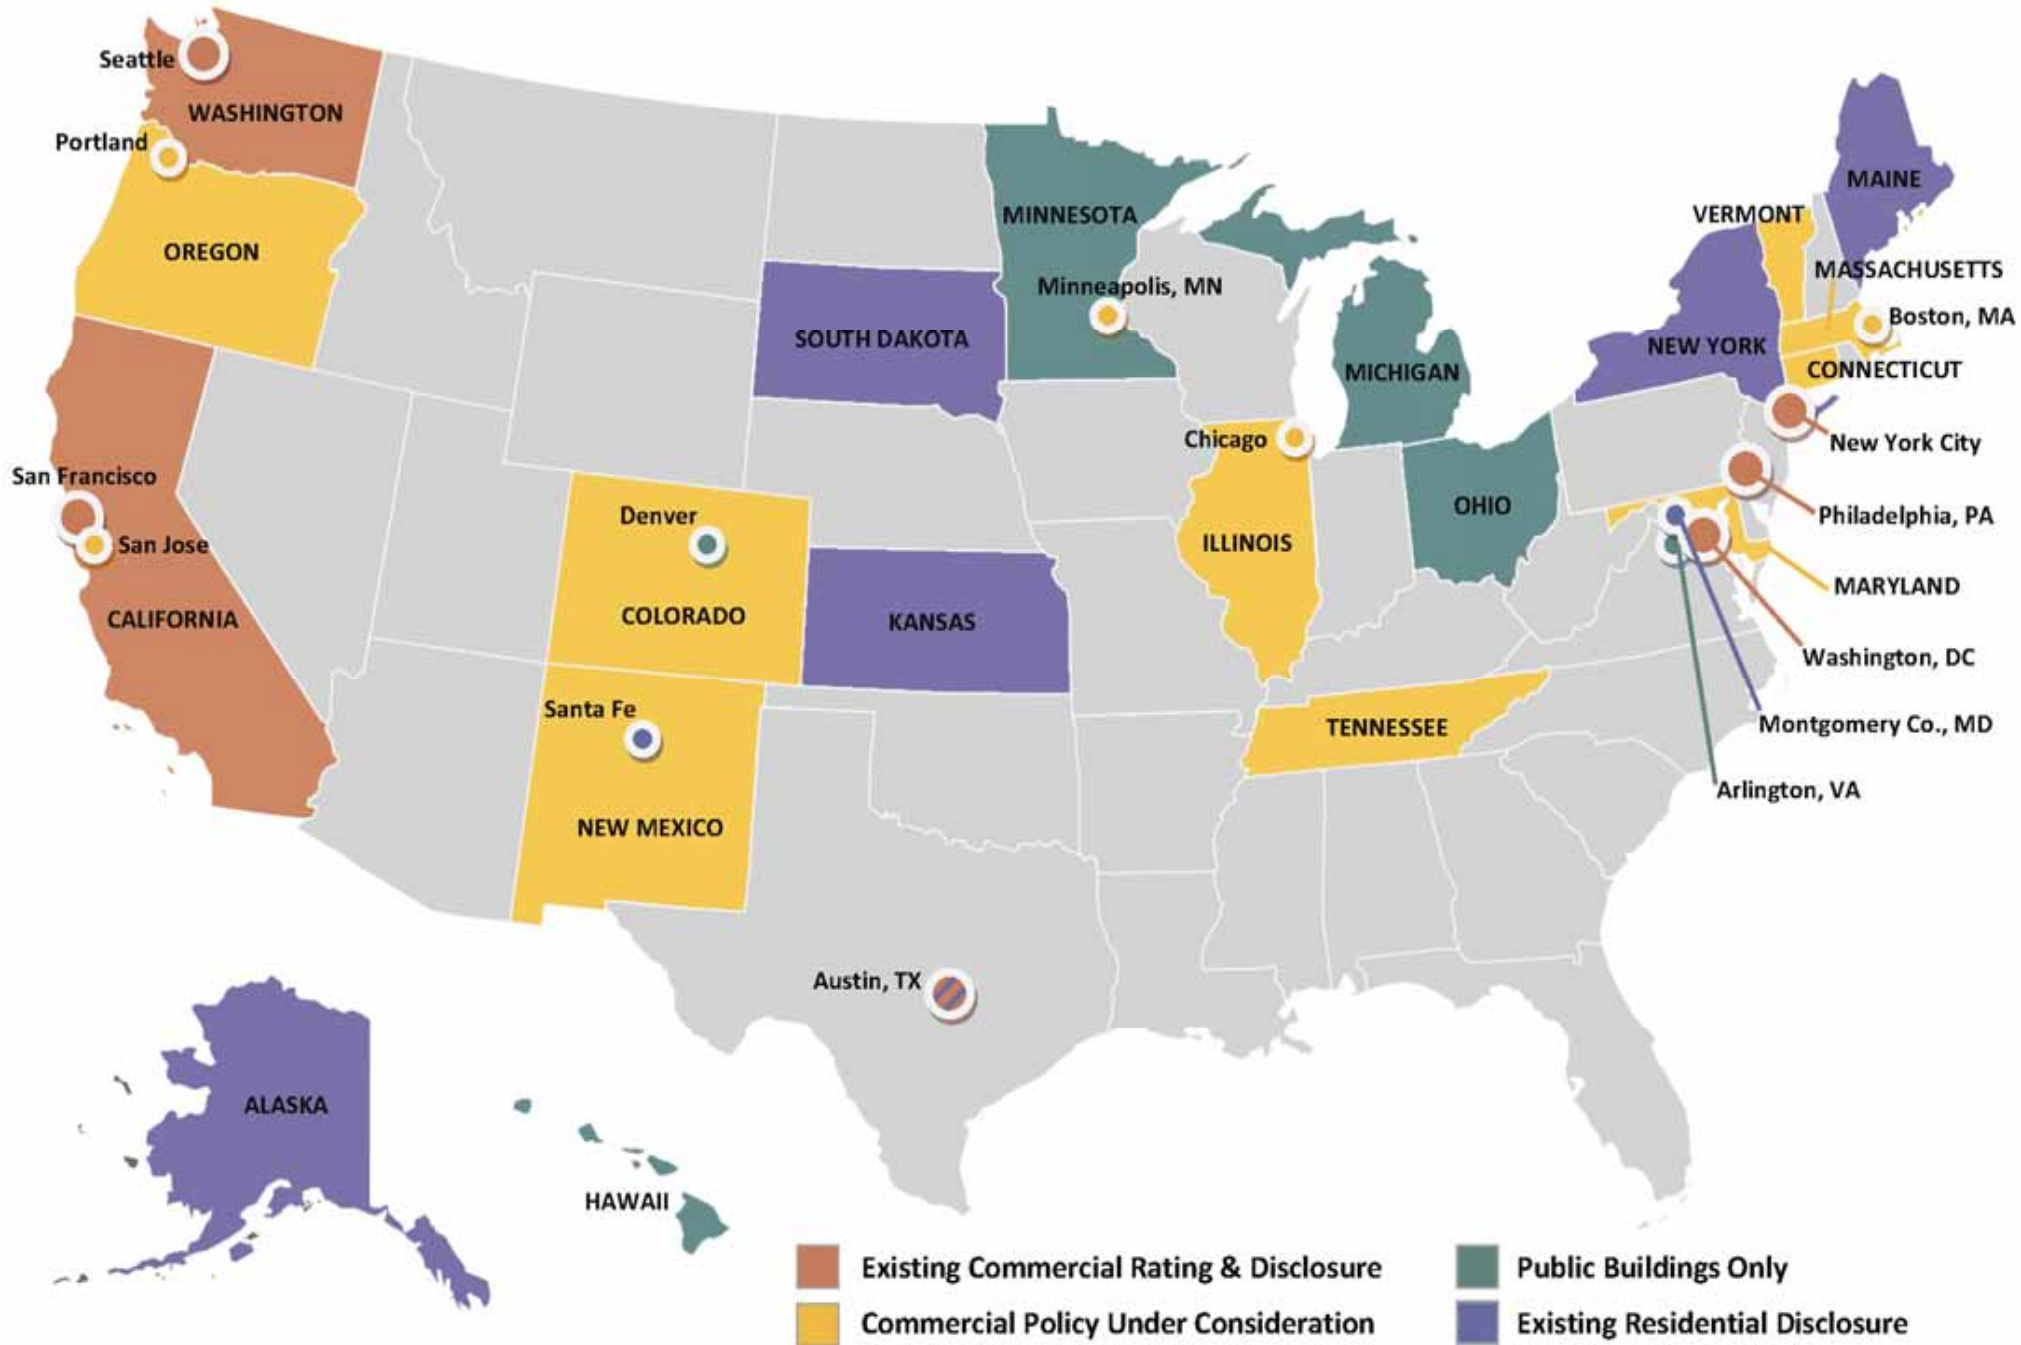 Seattle
WASHINGTON
Portland
OREGON
San Francisco
San Jose
CALIFORNIA
Denver
COLORADO
Santa Fe
NEW MEXICO
SOUTH DAKOTA
KANSAS
MINNESOTA
Minneapolis, MN
MICHIGAN
Chicago
ILLINOIS
OHIO
TENNESSEE
Austin, TX
MAINE
VERMONT
MASSACHUSETTS
Boston, MA
NEW YORK
CONNECTICUT
New York City
Philadelphia, PA
MARYLAND
Washington, DC
Montgomery Co., MD
Arlington, VA
ALASKA
HAWAII
Existing Commercial Rating & Disclosure
Commercial Policy Under Consideration
Public Buildings Only
Existing Residential Disclosure